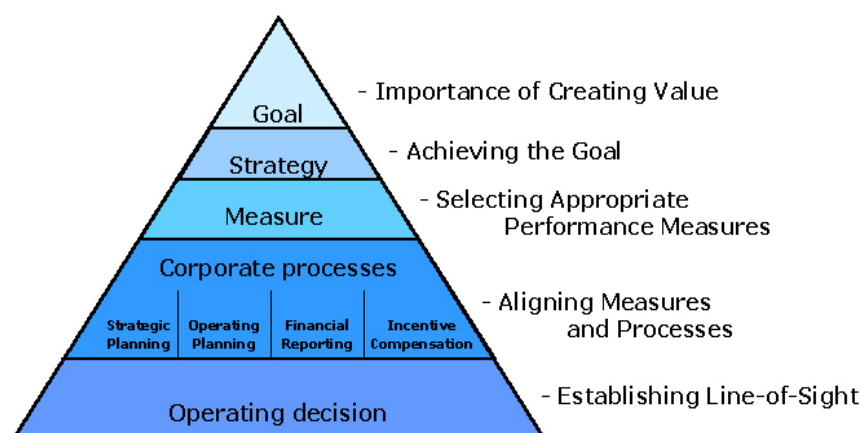 Goal
- Importance of Creating Value
Strategy
- Achieving the Goal
Measure
- Selecting Appropriate
Performance Measures
Corporate processes
Strategic
Planning
Operating
Planning
Financial
Reporting
Incentive
Compensation
- Aligning Measures
and Processes
Operating decision
- Establishing Line-of-Sight